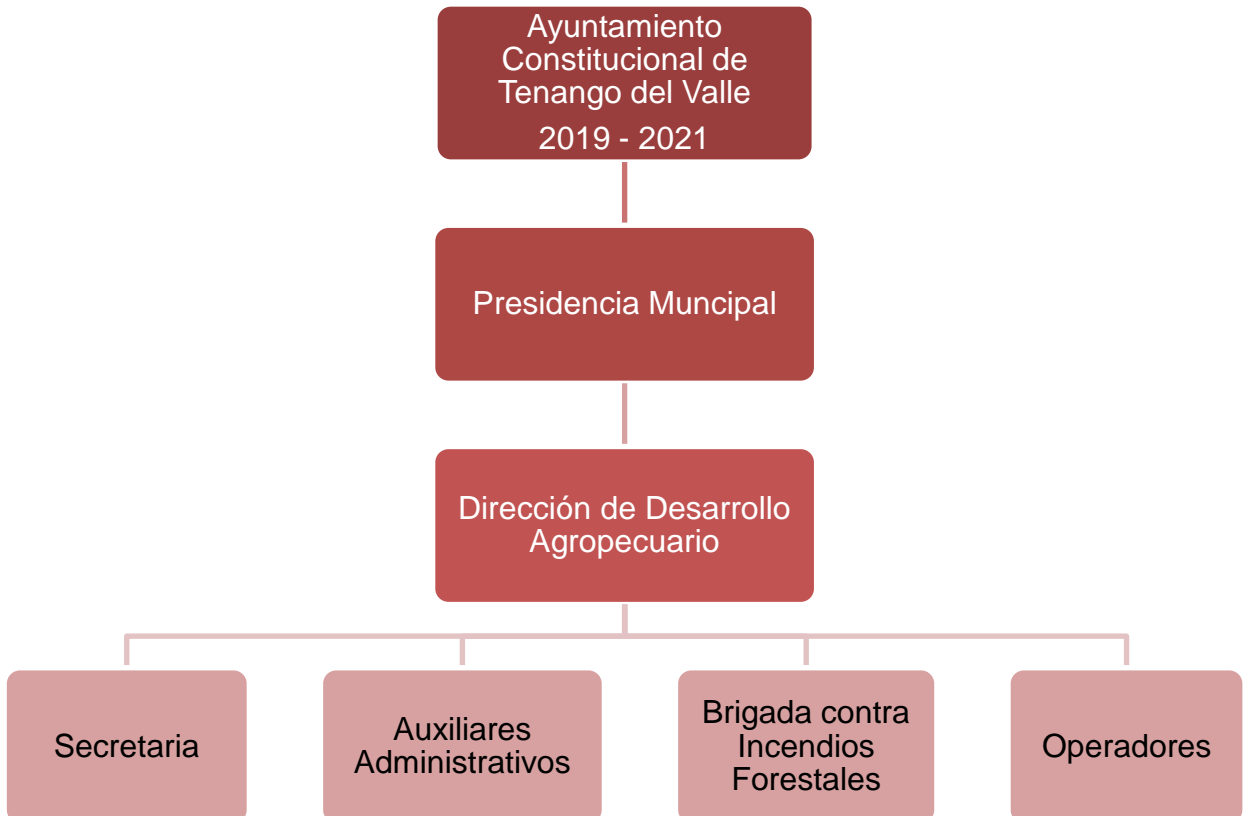 Ayuntamiento
Constitucional de
Tenango del Valle
2019 - 2021
Presidencia Muncipal
Dirección de Desarrollo
Agropecuario
Secretaria
Auxiliares
Administrativos
Brigada contra
Incendios
Forestales
Operadores